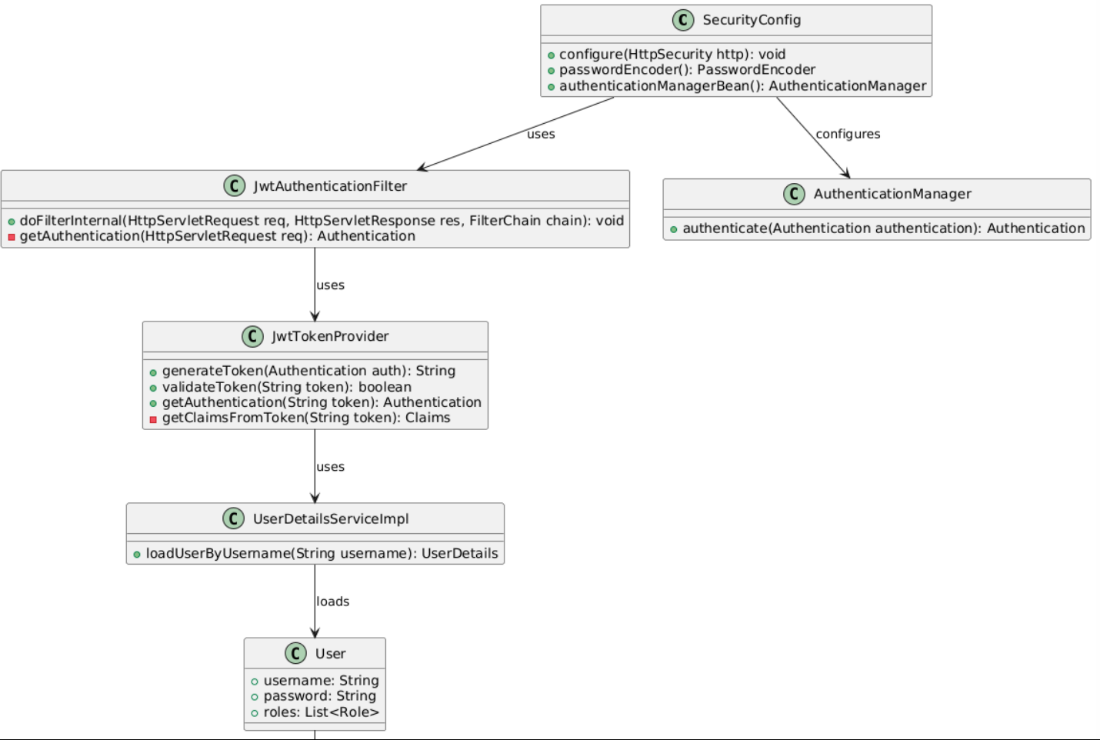 C SecurityConfig
configure(HttpSecurity http): void
passwordEncoder(): PasswordEncoder
authenticationManagerBean(): AuthenticationManager
uses
configures
C JwtAuthenticationFilter
doFilterInternal(HttpServletRequest req, HttpServletResponse res, FilterChain chain): void
getAuthentication(HttpServletRequest req): Authentication
C AuthenticationManager
authenticate(Authentication authentication): Authentication
uses
C JwtTokenProvider
generateToken(Authentication auth): String
validateToken(String token): boolean
getAuthentication(String token): Authentication
getClaimsFromToken(String token): Claims
uses
C UserDetailsServiceImpl
loadUserByUsername(String username): UserDetails
loads
C User
username: String
password: String
roles: List<Role>